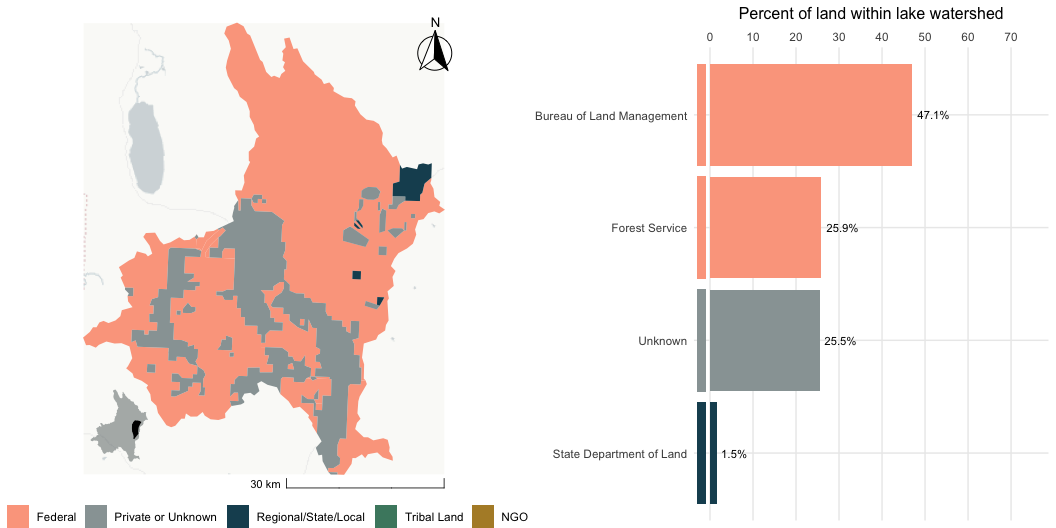 N
30 km
Federal
Private or Unknown
Regional/State/Local
Tribal Land
NGO
Percent of land within lake watershed
0 10 20 30 40 50 60 70
Bureau of Land Management 47.1%
Forest Service 25.9%
Unknown 25.5%
State Department of Land 1.5%